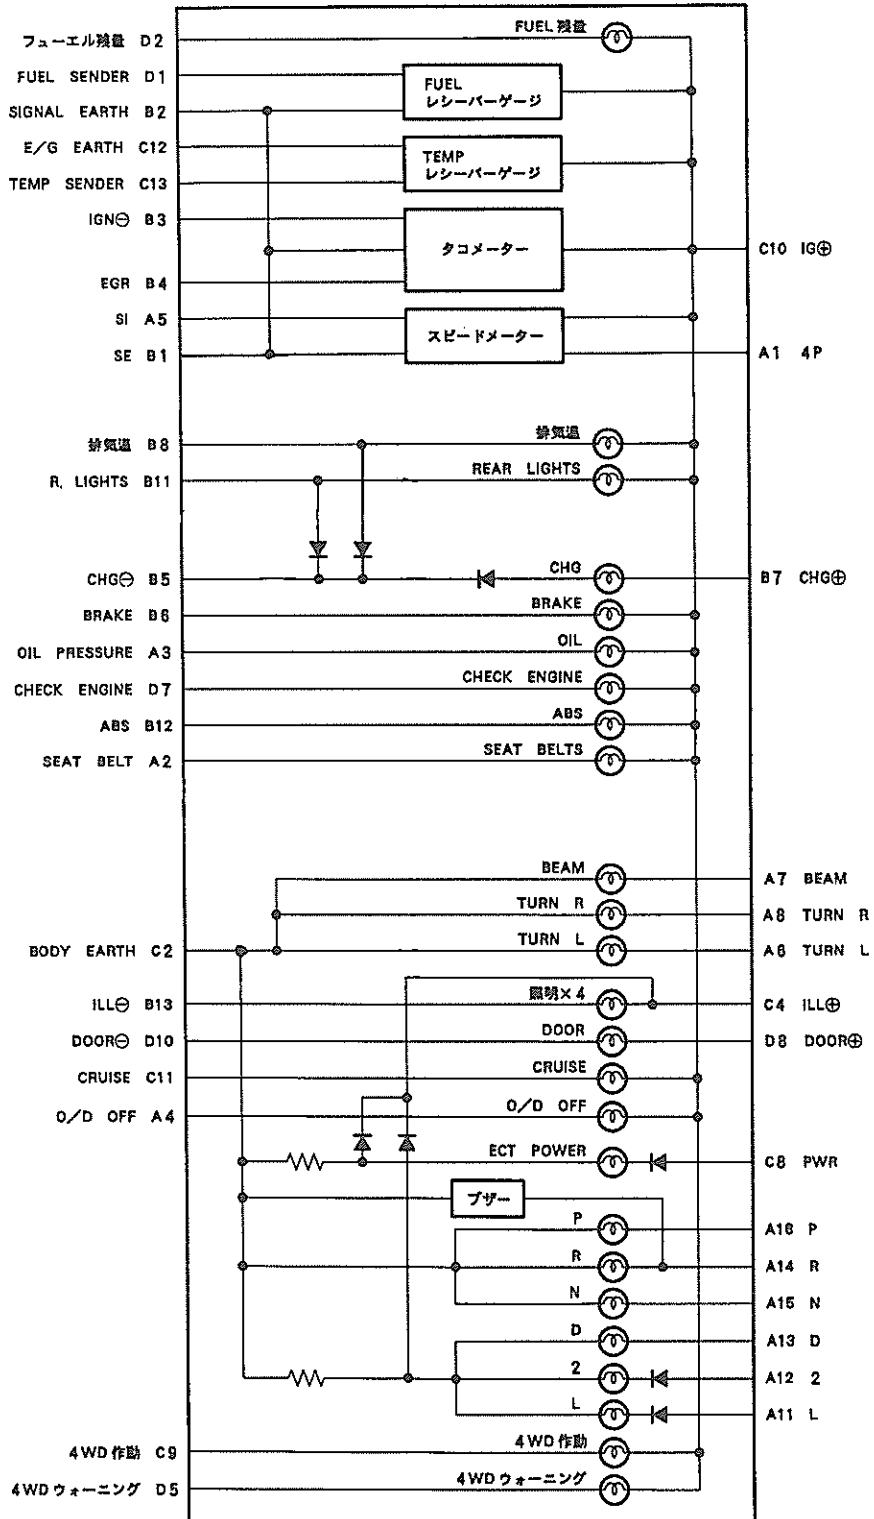 フューエル残量 D2
FUEL 残量
FUEL SENDER D1
FUEL
レシーバーゲージ
SIGNAL EARTH B2
E/G EARTH C12
TEMP
レシーバーゲージ
TEMP SENDER C13
IGN⊖ B3
タコメーター
C10 IG⊕
EGR B4
SI A5
スピードメーター
SE B1
A1 4P
排気温 B8
排気温
R. LIGHTS B11
REAR LIGHTS
CHG⊖ B5
CHG
B7 CHG⊕
BRAKE B6
BRAKE
OIL PRESSURE A3
OIL
CHECK ENGINE D7
CHECK ENGINE
ABS B12
ABS
SEAT BELT A2
SEAT BELTS
BEAM
A7 BEAM
TURN R
A8 TURN R
BODY EARTH C2
TURN L
A6 TURN L
ILL⊖ B13
照明×4
C4 ILL⊕
DOOR⊖ D10
DOOR
D8 DOOR⊕
CRUISE C11
CRUISE
O/D OFF A4
O/D OFF
ECT POWER
C8 PWR
ブザー
P
A16 P
R
A14 R
N
A15 N
D
A13 D
2
A12 2
L
A11 L
4WD作動 C9
4WD作動
4WDウォーニング D5
4WDウォーニング